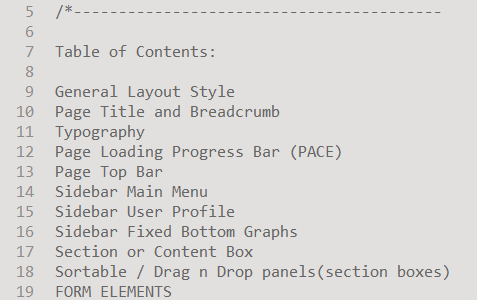 5 /*-----------------------------------------
6
7 Table of Contents:
8
9 General Layout Style
10 Page Title and Breadcrumb
11 Typography
12 Page Loading Progress Bar (PACE)
13 Page Top Bar
14 Sidebar Main Menu
15 Sidebar User Profile
16 Sidebar Fixed Bottom Graphs
17 Section or Content Box
18 Sortable / Drag n Drop panels(section boxes)
19 FORM ELEMENTS